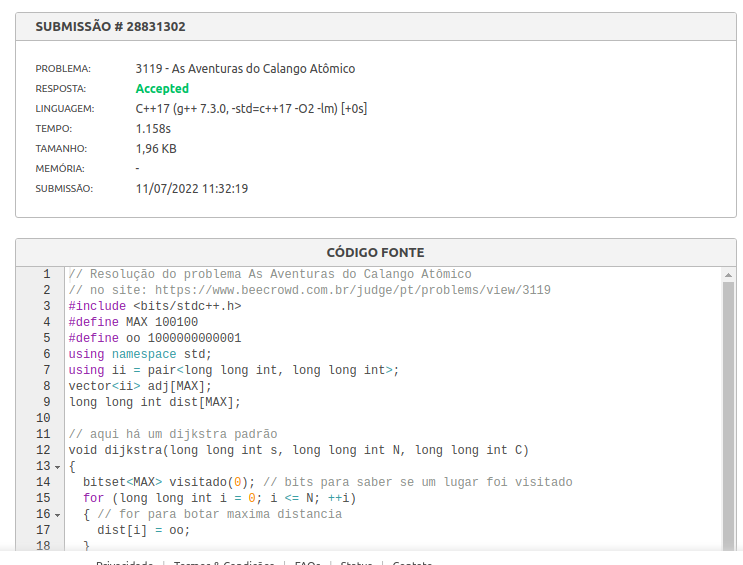 SUBMISSÃO # 28831302
PROBLEMA: 3119 - As Aventuras do Calango Atômico
RESPOSTA: Accepted
LINGUAGEM: C++17 (g++ 7.3.0, -std=c++17 -O2 -lm) [+0s]
TEMPO: 1.158s
TAMANHO: 1,96 KB
MEMÓRIA: -
SUBMISSÃO: 11/07/2022 11:32:19
CÓDIGO FONTE
1 // Resolução do problema As Aventuras do Calango Atômico
2 // no site: https://www.beecrowd.com.br/judge/pt/problems/view/3119
3 #include <bits/stdc++.h>
4 #define MAX 100100
5 #define oo 1000000000001
6 using namespace std;
7 using ii = pair<long long int, long long int>;
8 vector<ii> adj[MAX];
9 long long int dist[MAX];
10
11 // aqui há um dijkstra padrão
12 void dijkstra(long long int s, long long int N, long long int C)
13 {
14   bitset<MAX> visitado(0); // bits para saber se um lugar foi visitado
15   for (long long int i = 0; i <= N; ++i)
16   { // for para botar maxima distancia
17     dist[i] = oo;
18   }
Privacidade | Termos & Condições | FAQs | Status | Contato